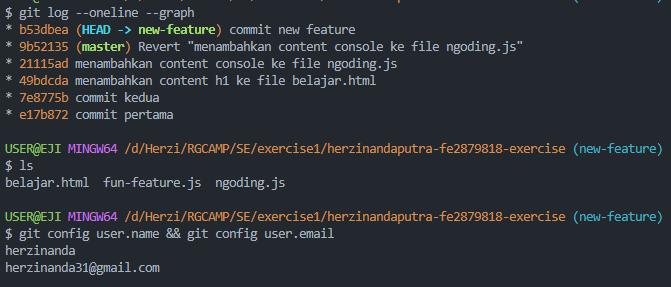 $ git log --oneline --graph
* b53dbea (HEAD -> new-feature) commit new feature
* 9b52135 (master) Revert "menambahkan content console ke file ngoding.js"
* 21115ad menambahkan content console ke file ngoding.js
* 49bdcda menambahkan content h1 ke file belajar.html
* 7e8775b commit kedua
* e17b872 commit pertama
USER@EJI MINGW64 /d/Herzi/RGCAMP/SE/exercise1/herzinandaputra-fe2879818-exercise (new-feature)
$ ls
belajar.html  fun-feature.js  ngoding.js
USER@EJI MINGW64 /d/Herzi/RGCAMP/SE/exercise1/herzinandaputra-fe2879818-exercise (new-feature)
$ git config user.name && git config user.email
herzinanda
herzinanda31@gmail.com